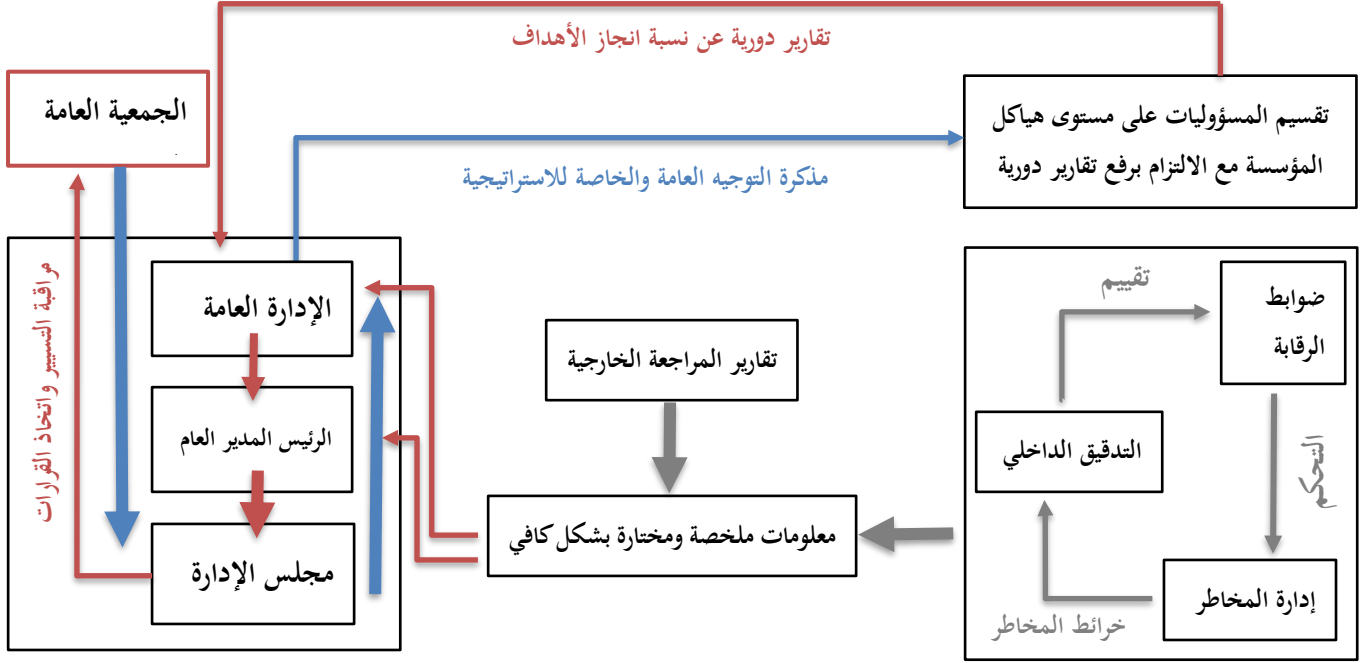 تقارير دورية عن نسبة انجاز الأهداف
الجمعية العامة
تقسيم المسؤوليات على مستوى هياكل
المؤسسة مع الالتزام برفع تقارير دورية
مذكرة التوجيه العامة والخاصة للاستراتيجية
مراقبة التسيير واتخاذ القرارات
الإدارة العامة
الرئيس المدير العام
مجلس الإدارة
تقارير المراجعة الخارجية
معلومات ملخصة ومختارة بشكل كافي
تقييم
ضوابط
الرقابة
التدقيق الداخلي
التحكم
إدارة المخاطر
خرائط المخاطر